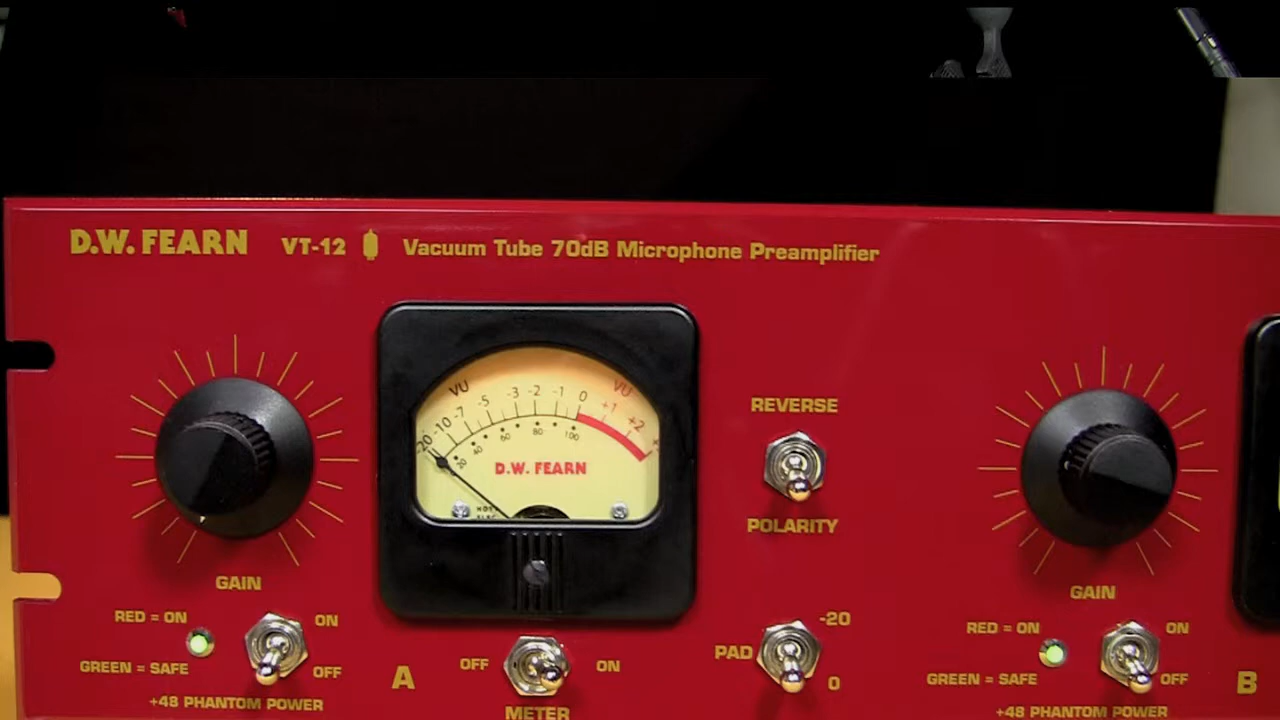 D.W. FEARN VT-12 Vacuum Tube 70dB Microphone Preamplifier
VU VU
-20 -10 -7 -5 -3 -2 -1 0 +1 +2
20 40 60 80 100
D.W. FEARN
REVERSE
POLARITY
GAIN
RED = ON
ON
GREEN = SAFE
OFF
+48 PHANTOM POWER
A
OFF
ON
METER
-20
PAD
0
GAIN
RED = ON
ON
GREEN = SAFE
OFF
+48 PHANTOM POWER
B